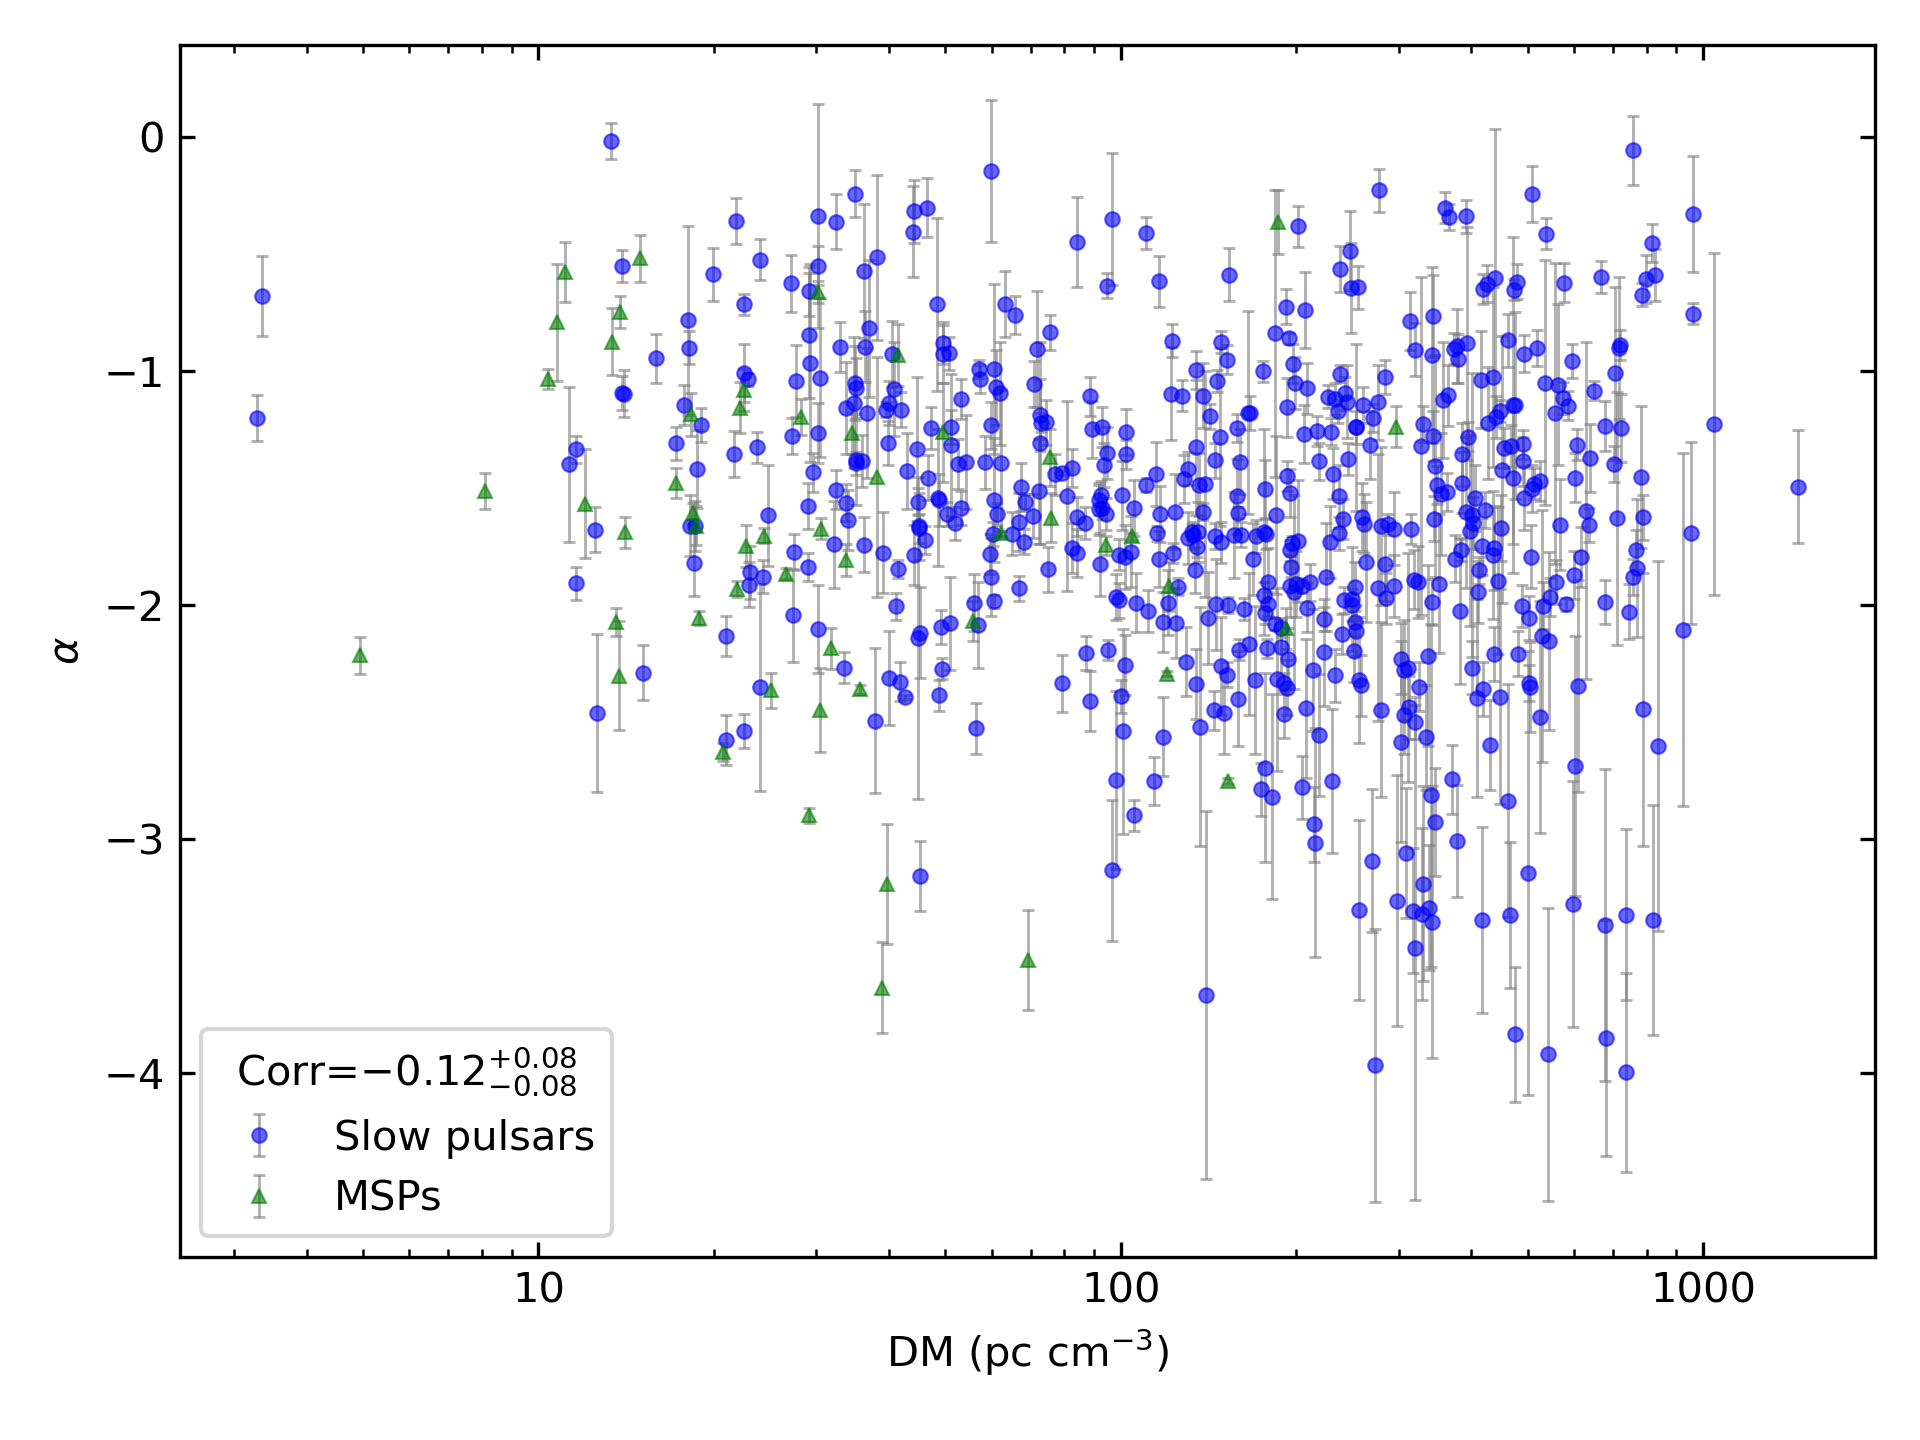 0
−1
−2
−3
−4
α
Corr=−0.12+0.08−0.08
Slow pulsars
MSPs
10 100 1000
DM (pc cm−3)